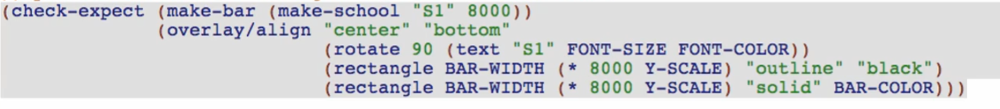 (check-expect (make-bar (make-school "S1" 8000))
(overlay/align "center" "bottom"
(rotate 90 (text "S1" FONT-SIZE FONT-COLOR))
(rectangle BAR-WIDTH (* 8000 Y-SCALE) "outline" "black")
(rectangle BAR-WIDTH (* 8000 Y-SCALE) "solid" BAR-COLOR)))